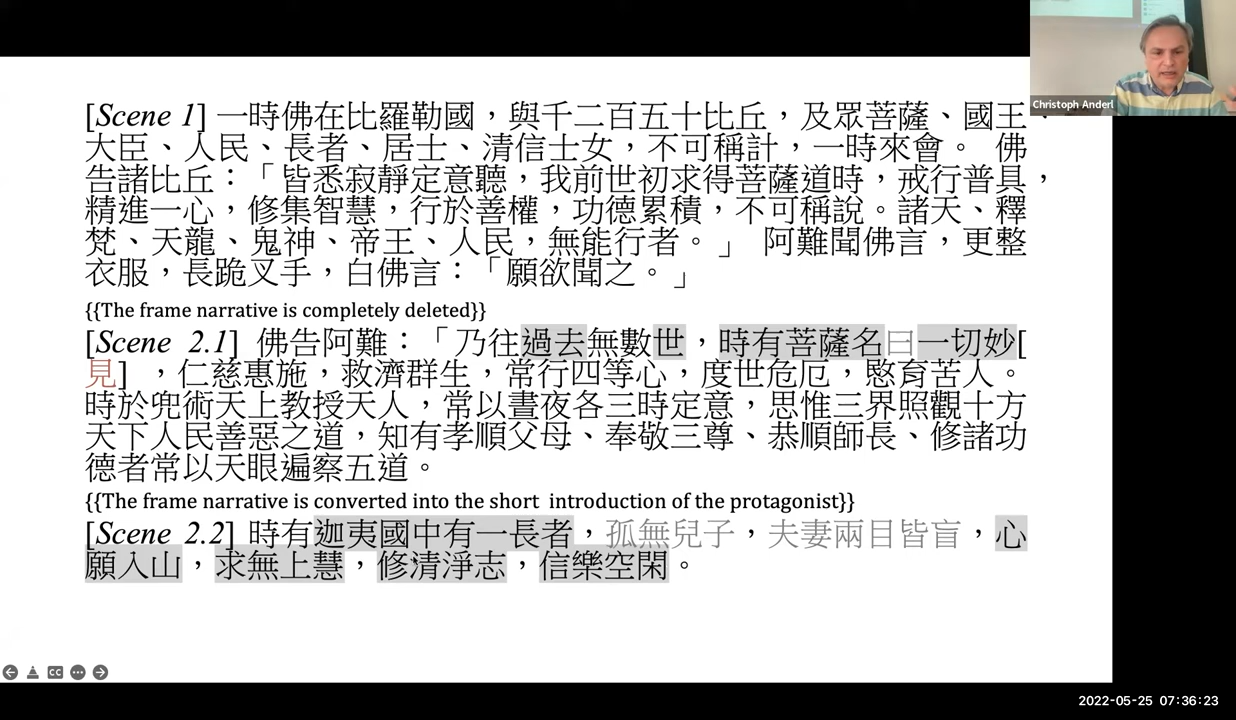 [Scene 1] 一時佛在比羅勒國，與千二百五十比丘，及眾菩薩、國王、
大臣、人民、長者、居士、清信士女，不可稱計，一時來會。 佛
告諸比丘：「皆悉寂靜定意聽，我前世初求得菩薩道時，戒行普具，
精進一心，修集智慧，行於善權，功德累積，不可稱說。諸天、釋
梵、天龍、鬼神、帝王、人民，無能行者。」 阿難聞佛言，更整
衣服，長跪叉手，白佛言：「願欲聞之。」
{{The frame narrative is completely deleted}}
[Scene 2.1] 佛告阿難：「乃往過去無數世，時有菩薩名曰一切妙[
見] ，仁慈惠施，救濟群生，常行四等心，度世危厄，愍育苦人。
時於兜術天上教授天人，常以晝夜各三時定意，思惟三界照觀十方
天下人民善惡之道，知有孝順父母、奉敬三尊、恭順師長、修諸功
德者常以天眼遍察五道。
{{The frame narrative is converted into the short introduction of the protagonist}}
[Scene 2.2] 時有迦夷國中有一長者，孤無兒子，夫妻兩目皆盲，心
願入山，求無上慧，修清淨志，信樂空閑。
Christoph Anderl
CC
2022-05-25 07:36:23